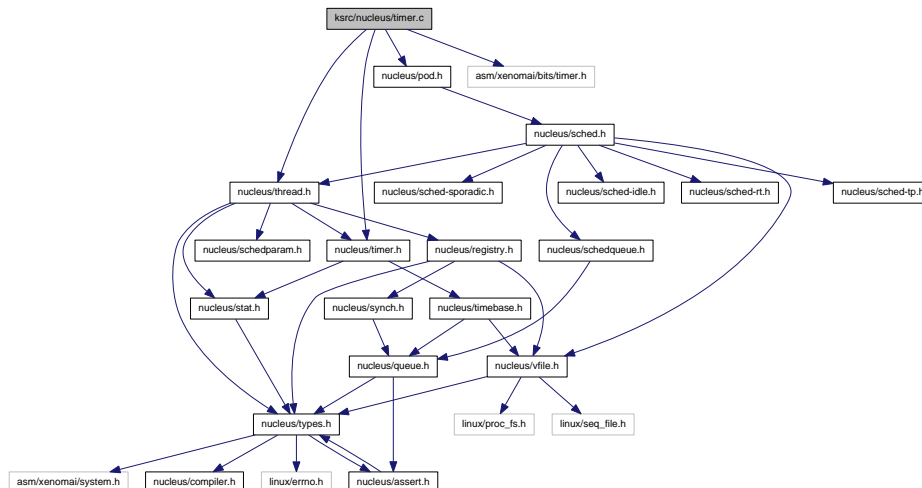 ksrc/nucleus/timer.c
nucleus/pod.h
asm/xenomai/bits/timer.h
nucleus/sched.h
nucleus/thread.h
nucleus/sched-sporadic.h
nucleus/sched-idle.h
nucleus/sched-rt.h
nucleus/sched-tp.h
nucleus/schedparam.h
nucleus/timer.h
nucleus/registry.h
nucleus/schedqueue.h
nucleus/stat.h
nucleus/synch.h
nucleus/timebase.h
nucleus/queue.h
nucleus/vfile.h
nucleus/types.h
linux/proc_fs.h
linux/seq_file.h
asm/xenomai/system.h
nucleus/compiler.h
linux/errno.h
nucleus/assert.h